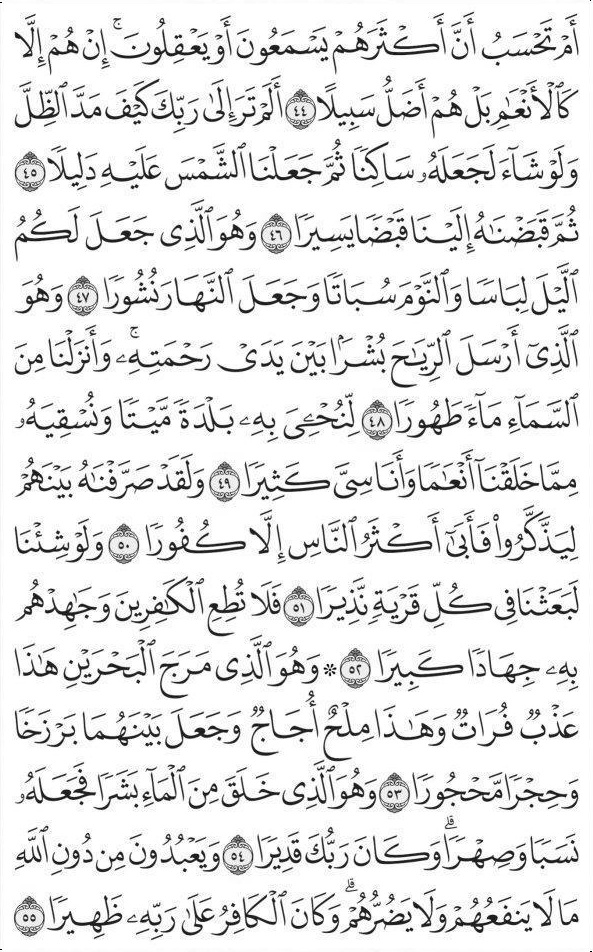 أَمْ تَحْسَبُ أَنَّ أَكْثَرَهُمْ يَسْمَعُونَ أَوْ يَعْقِلُونَ ۚ إِنْ هُمْ إِلَّا
كَٱلْأَنْعَٰمِ بَلْ هُمْ أَضَلُّ سَبِيلًا ٤٤ أَلَمْ تَرَ إِلَىٰ رَبِّكَ كَيْفَ مَدَّ ٱلظِّلَّ
وَلَوْ شَآءَ لَجَعَلَهُۥ سَاكِنًا ثُمَّ جَعَلْنَا ٱلشَّمْسَ عَلَيْهِ دَلِيلًا ٤٥
ثُمَّ قَبَضْنَٰهُ إِلَيْنَا قَبْضًا يَسِيرًا ٤٦ وَهُوَ ٱلَّذِى جَعَلَ لَكُمُ
ٱلَّيْلَ لِبَاسًا وَٱلنَّوْمَ سُبَاتًا وَجَعَلَ ٱلنَّهَارَ نُشُورًا ٤٧ وَهُوَ
ٱلَّذِىٓ أَرْسَلَ ٱلرِّيَٰحَ بُشْرًۢا بَيْنَ يَدَىْ رَحْمَتِهِۦ ۚ وَأَنزَلْنَا مِنَ
ٱلسَّمَآءِ مَآءً طَهُورًا ٤٨ لِّنُحْۦِىَ بِهِۦ بَلْدَةً مَّيْتًا وَنُسْقِيَهُۥ
مِمَّا خَلَقْنَآ أَنْعَٰمًا وَأَنَاسِىَّ كَثِيرًا ٤٩ وَلَقَدْ صَرَّفْنَٰهُ بَيْنَهُمْ
لِيَذَّكَّرُوا۟ فَأَبَىٰٓ أَكْثَرُ ٱلنَّاسِ إِلَّا كُفُورًا ٥٠ وَلَوْ شِئْنَا
لَبَعَثْنَا فِى كُلِّ قَرْيَةٍ نَّذِيرًا ٥١ فَلَا تُطِعِ ٱلْكَٰفِرِينَ وَجَٰهِدْهُم
بِهِۦ جِهَادًا كَبِيرًا ٥٢ ۞ وَهُوَ ٱلَّذِى مَرَجَ ٱلْبَحْرَيْنِ هَٰذَا
عَذْبٌ فُرَاتٌ وَهَٰذَا مِلْحٌ أُجَاجٌ وَجَعَلَ بَيْنَهُمَا بَرْزَخًا
وَحِجْرًا مَّحْجُورًا ٥٣ وَهُوَ ٱلَّذِى خَلَقَ مِنَ ٱلْمَآءِ بَشَرًا فَجَعَلَهُۥ
نَسَبًا وَصِهْرًا ۗ وَكَانَ رَبُّكَ قَدِيرًا ٥٤ وَيَعْبُدُونَ مِن دُونِ ٱللَّهِ
مَا لَا يَنفَعُهُمْ وَلَا يَضُرُّهُمْ ۗ وَكَانَ ٱلْكَافِرُ عَلَىٰ رَبِّهِۦ ظَهِيرًا ٥٥